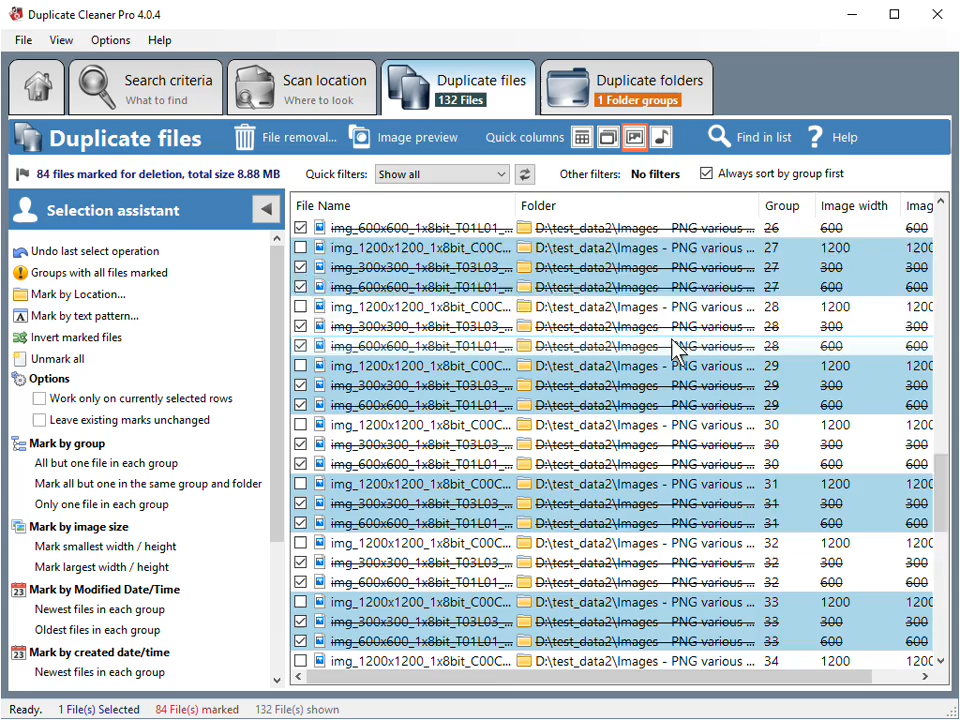 Duplicate Cleaner Pro 4.0.4
File View Options Help
Search criteria
What to find
Scan location
Where to look
Duplicate files
132 Files
Duplicate folders
1 Folder groups
Duplicate files File removal... Image preview Quick columns Find in list ? Help
84 files marked for deletion, total size 8.88 MB Quick filters: Show all Other filters: No filters Always sort by group first
Selection assistant
Undo last select operation
Groups with all files marked
Mark by Location...
Mark by text pattern...
Invert marked files
Unmark all
Options
Work only on currently selected rows
Leave existing marks unchanged
Mark by group
All but one file in each group
Mark all but one in the same group and folder
Only one file in each group
Mark by image size
Mark smallest width / height
Mark largest width / height
23 Mark by Modified Date/Time
Newest files in each group
Oldest files in each group
23 Mark by created date/time
Newest files in each group
File Name Folder Group Image width Imag
img_600x600_1x8bit_T01L01_... D:\test_data2\Images - PNG various ... 26 600 600
img_1200x1200_1x8bit_C00C... D:\test_data2\Images - PNG various ... 27 1200 1200
img_300x300_1x8bit_T03L03_... D:\test_data2\Images - PNG various ... 27 300 300
img_600x600_1x8bit_T01L01_... D:\test_data2\Images - PNG various ... 27 600 600
img_1200x1200_1x8bit_C00C... D:\test_data2\Images - PNG various ... 28 1200 1200
img_300x300_1x8bit_T03L03_... D:\test_data2\Images - PNG various ... 28 300 300
img_600x600_1x8bit_T01L01_... D:\test_data2\Images - PNG various ... 28 600 600
img_1200x1200_1x8bit_C00C... D:\test_data2\Images - PNG various ... 29 1200 1200
img_300x300_1x8bit_T03L03_... D:\test_data2\Images - PNG various ... 29 300 300
img_600x600_1x8bit_T01L01_... D:\test_data2\Images - PNG various ... 29 600 600
img_1200x1200_1x8bit_C00C... D:\test_data2\Images - PNG various ... 30 1200 1200
img_300x300_1x8bit_T03L03_... D:\test_data2\Images - PNG various ... 30 300 300
img_600x600_1x8bit_T01L01_... D:\test_data2\Images - PNG various ... 30 600 600
img_1200x1200_1x8bit_C00C... D:\test_data2\Images - PNG various ... 31 1200 1200
img_300x300_1x8bit_T03L03_... D:\test_data2\Images - PNG various ... 31 300 300
img_600x600_1x8bit_T01L01_... D:\test_data2\Images - PNG various ... 31 600 600
img_1200x1200_1x8bit_C00C... D:\test_data2\Images - PNG various ... 32 1200 1200
img_300x300_1x8bit_T03L03_... D:\test_data2\Images - PNG various ... 32 300 300
img_600x600_1x8bit_T01L01_... D:\test_data2\Images - PNG various ... 32 600 600
img_1200x1200_1x8bit_C00C... D:\test_data2\Images - PNG various ... 33 1200 1200
img_300x300_1x8bit_T03L03_... D:\test_data2\Images - PNG various ... 33 300 300
img_600x600_1x8bit_T01L01_... D:\test_data2\Images - PNG various ... 33 600 600
img_1200x1200_1x8bit_C00C... D:\test_data2\Images - PNG various ... 34 1200 1200
Ready. 1 File(s) Selected 84 File(s) marked 132 File(s) shown